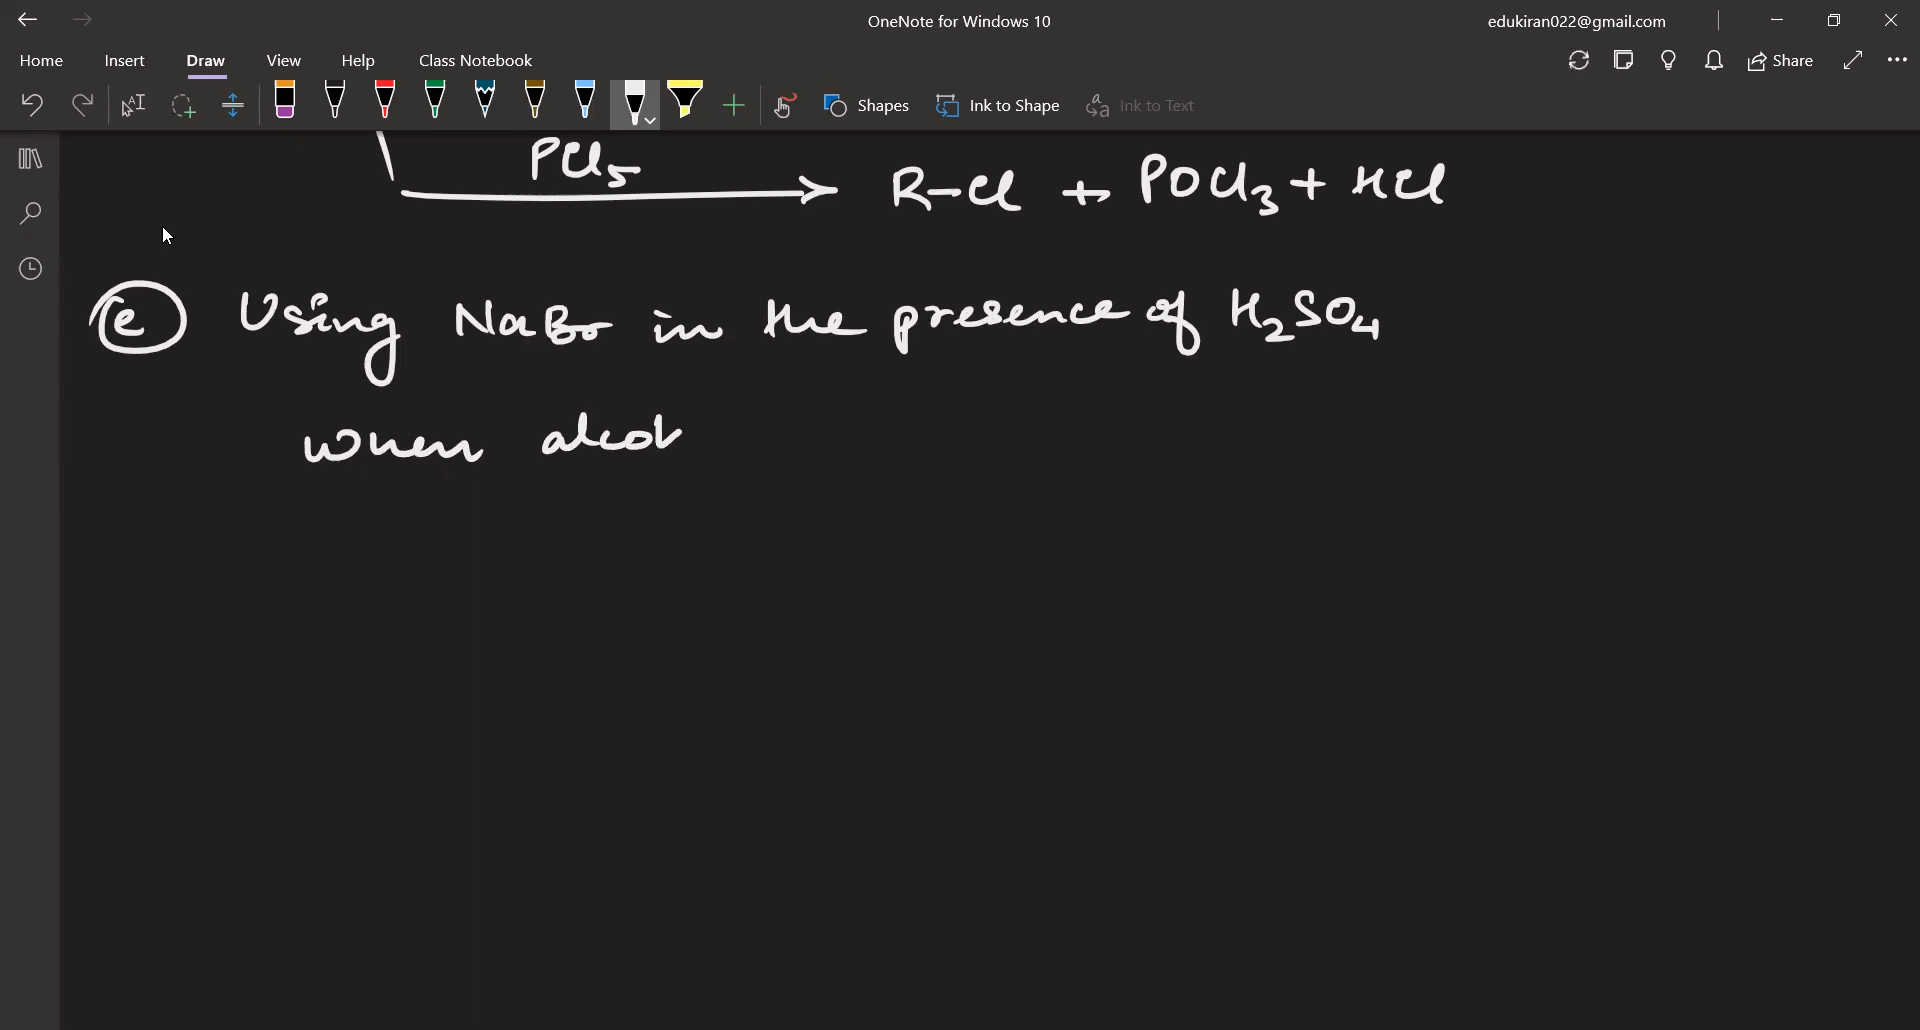 OneNote for Windows 10
edukiran022@gmail.com
Home Insert Draw View Help Class Notebook
Share
Shapes Ink to Shape Ink to Text
PCl5
R-Cl + POCl3 + HCl
e Using NaBr in the presence of H2SO4
when alcoh